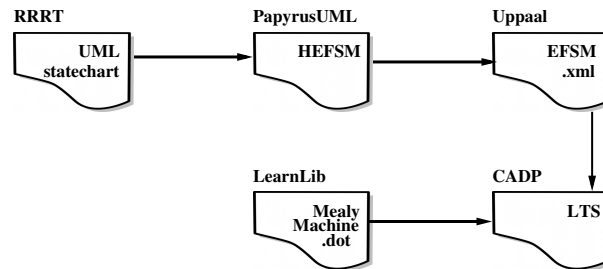 RRRT
PapyrusUML
Uppaal
UML
statechart
HEFSM
EFSM
.xml
LearnLib
CADP
Mealy
Machine
.dot
LTS